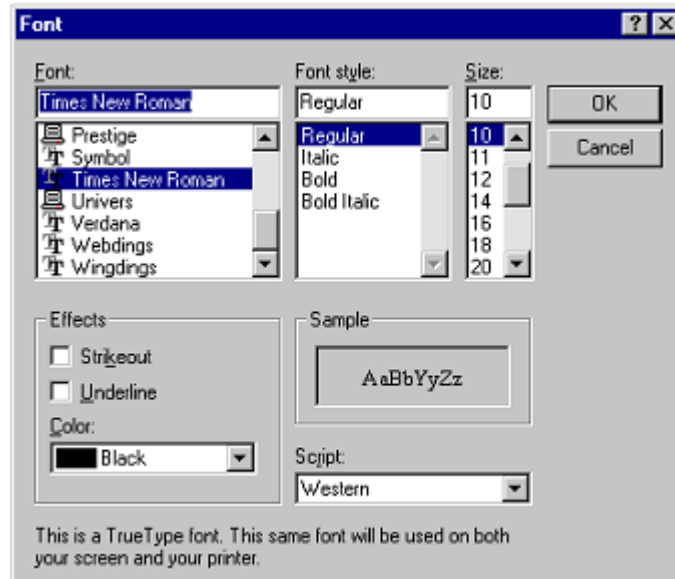 Font
Font:
Times New Roman
Prestige
Symbol
Times New Roman
Univers
Verdana
Webdings
Wingdings
Font style:
Regular
Regular
Italic
Bold
Bold Italic
Size:
10
10
11
12
14
16
18
20
OK
Cancel
Effects
Strikeout
Underline
Color:
Black
Sample
AaBbYyZz
Script:
Western
This is a TrueType font. This same font will be used on both
your screen and your printer.